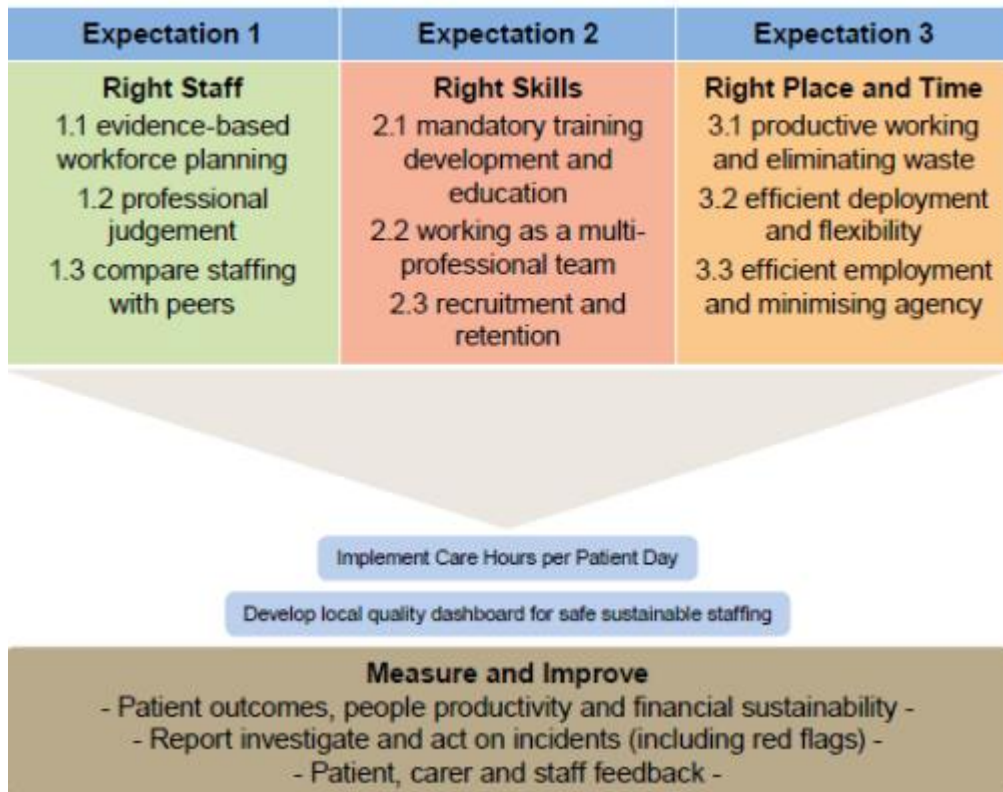 Expectation 1
Expectation 2
Expectation 3
Right Staff
1.1 evidence-based
workforce planning
1.2 professional
judgement
1.3 compare staffing
with peers
Right Skills
2.1 mandatory training
development and
education
2.2 working as a multi-
professional team
2.3 recruitment and
retention
Right Place and Time
3.1 productive working
and eliminating waste
3.2 efficient deployment
and flexibility
3.3 efficient employment
and minimising agency
Implement Care Hours per Patient Day
Develop local quality dashboard for safe sustainable staffing
Measure and Improve
- Patient outcomes, people productivity and financial sustainability -
- Report investigate and act on incidents (including red flags) -
- Patient, carer and staff feedback -